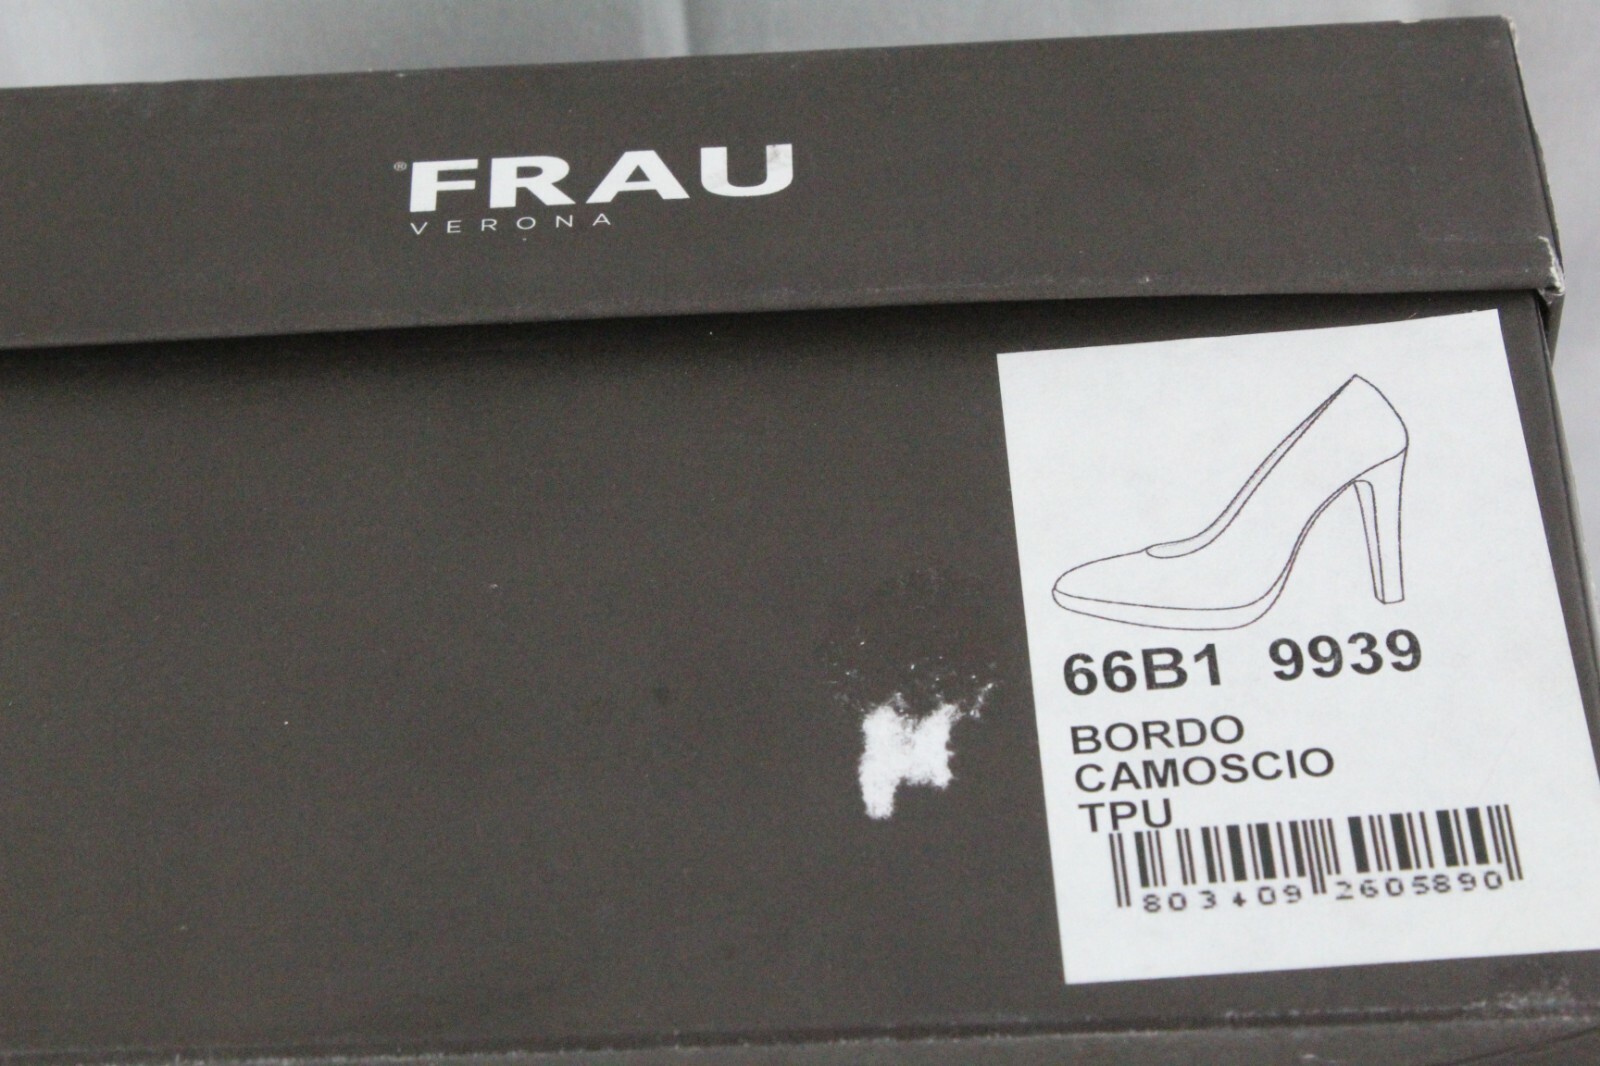 ® FRAU
VERONA
66B1 9939
BORDO
CAMOSCIO
TPU
803409 2605890